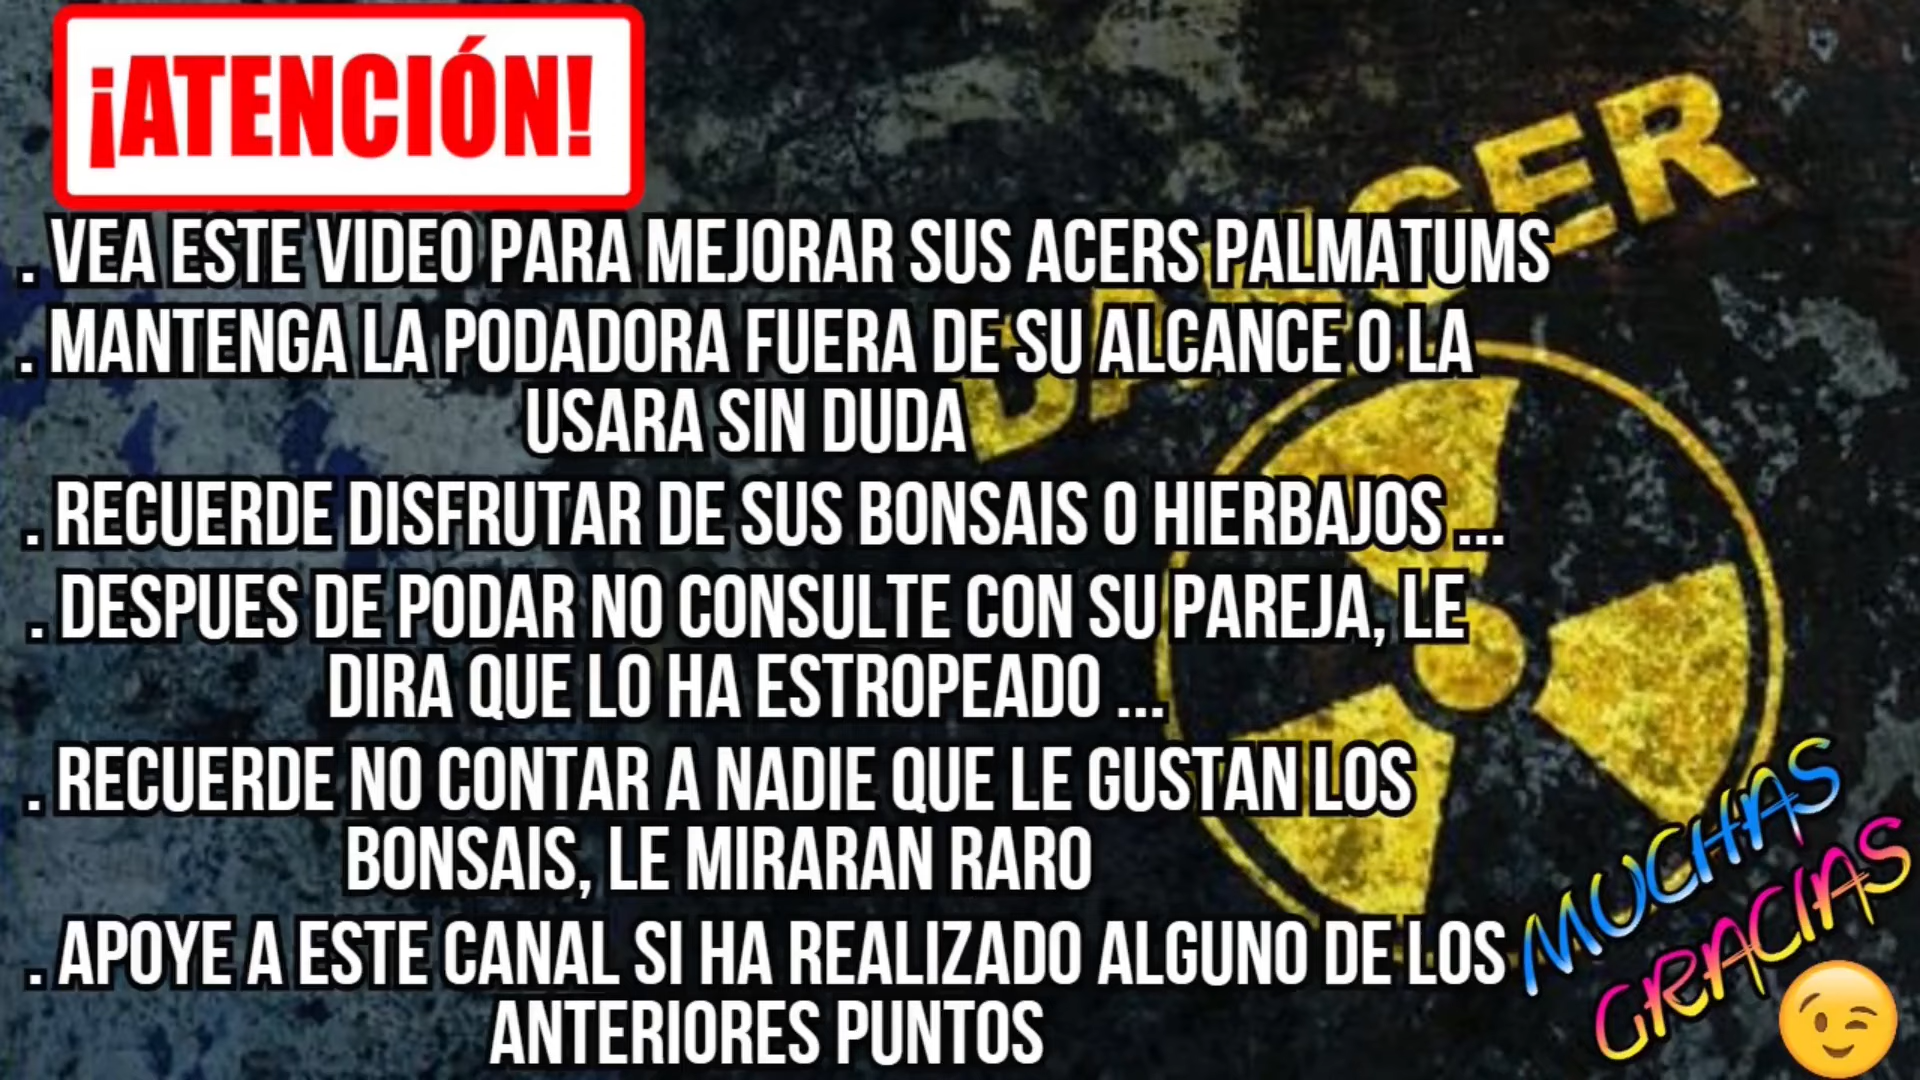 ¡ATENCIÓN!
DANGER
. VEA ESTE VIDEO PARA MEJORAR SUS ACERS PALMATUMS
. MANTENGA LA PODADORA FUERA DE SU ALCANCE O LA
USARA SIN DUDA
. RECUERDE DISFRUTAR DE SUS BONSAIS O HIERBAJOS ...
. DESPUES DE PODAR NO CONSULTE CON SU PAREJA, LE
DIRA QUE LO HA ESTROPEADO ...
. RECUERDE NO CONTAR A NADIE QUE LE GUSTAN LOS
BONSAIS, LE MIRARAN RARO
. APOYE A ESTE CANAL SI HA REALIZADO ALGUNO DE LOS
ANTERIORES PUNTOS
MUCHAS
GRACIAS